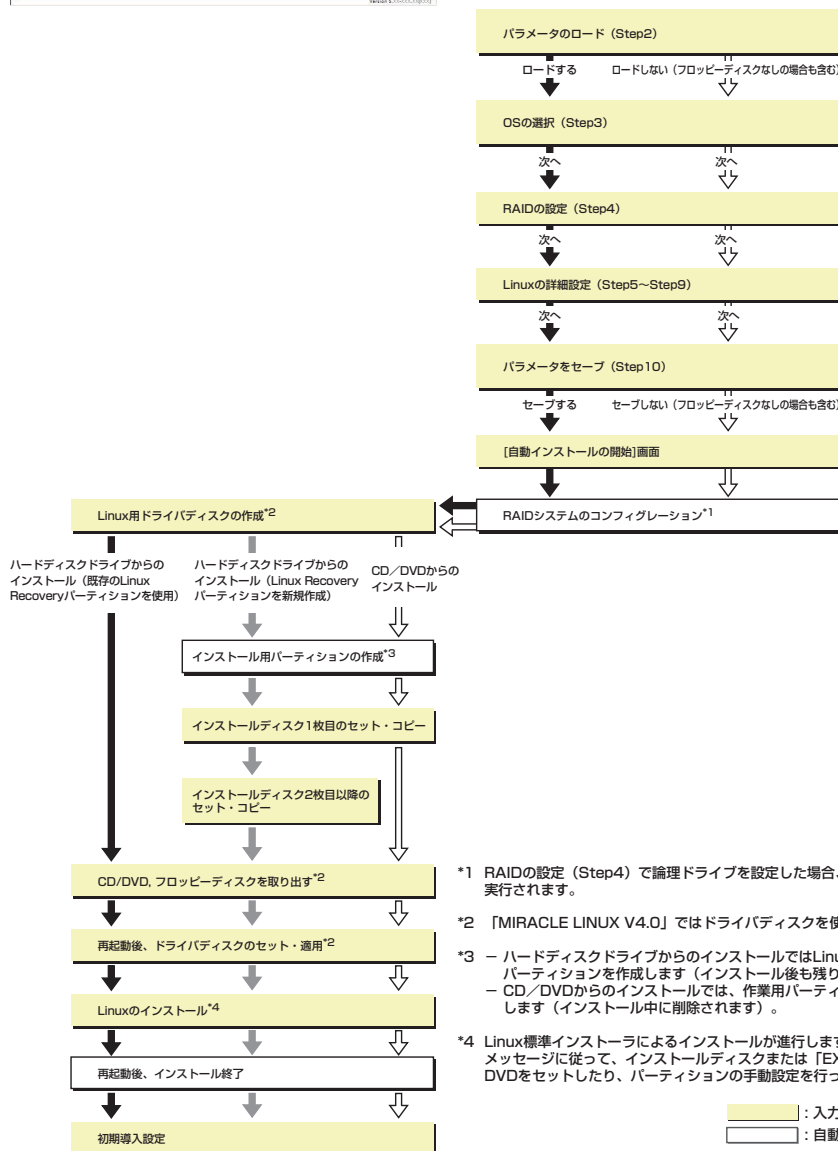 パラメータのロード（Step2）
ロードする ロードしない（フロッピーディスクなしの場合も含む）
OSの選択（Step3）
次へ 次へ
RAIDの設定（Step4）
次へ 次へ
Linuxの詳細設定（Step5～Step9）
次へ 次へ
パラメータをセーブ（Step10）
セーブする セーブしない（フロッピーディスクなしの場合も含む）
[自動インストールの開始]画面
Linux用ドライバディスクの作成*2
RAIDシステムのコンフィグレーション*1
ハードディスクドライブからの
インストール（既存のLinux
Recoveryパーティションを使用）
ハードディスクドライブからの
インストール（Linux Recovery
パーティションを新規作成）
CD／DVDからの
インストール
インストール用パーティションの作成*3
インストールディスク1枚目のセット・コピー
インストールディスク2枚目以降の
セット・コピー
CD/DVD, フロッピーディスクを取り出す*2
再起動後、ドライバディスクのセット・適用*2
Linuxのインストール*4
再起動後、インストール終了
初期導入設定
*1 RAIDの設定（Step4）で論理ドライブを設定した場合、
実行されます。
*2 「MIRACLE LINUX V4.0」ではドライバディスクを使
*3 － ハードディスクドライブからのインストールではLinu
パーティションを作成します（インストール後も残り
－ CD／DVDからのインストールでは、作業用パーティ
します（インストール中に削除されます）。
*4 Linux標準インストーラによるインストールが進行します
メッセージに従って、インストールディスクまたは「EX
DVDをセットしたり、パーティションの手動設定を行っ
：入力
：自動